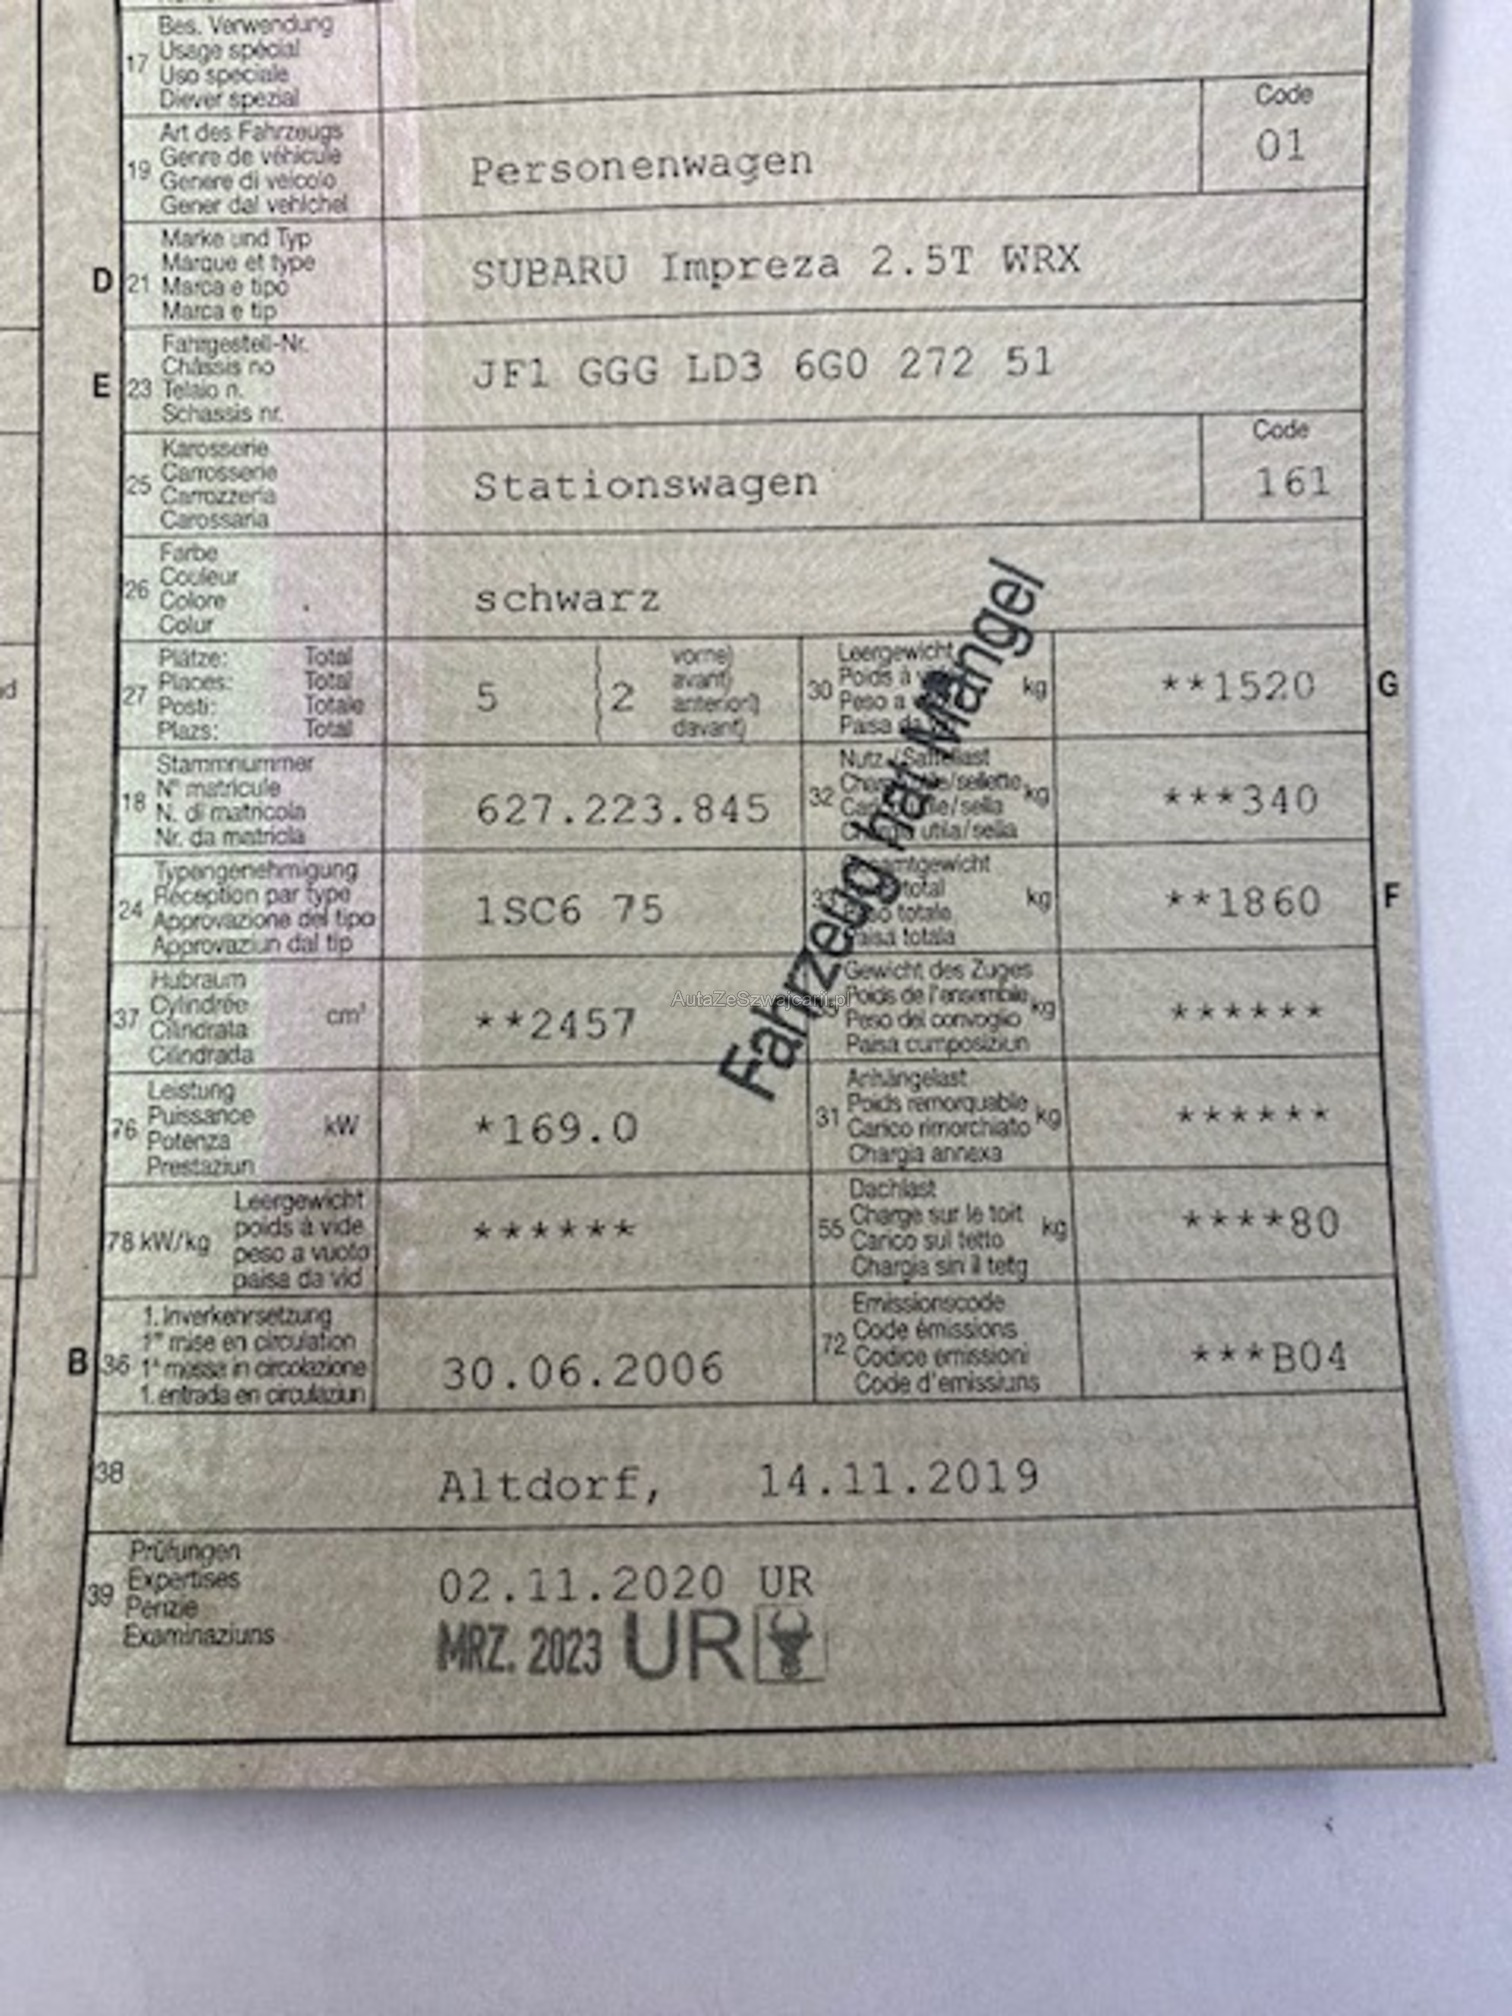 Bes. Verwendung
17 Usage spécial
Uso speciale
Diever spezial
Code
Art des Fahrzeugs
19 Genre de véhicule
Genere di veicolo
Gener dal vehichel
Personenwagen
01
Marke und Typ
D 21 Marque et type
Marca e tipo
Marca e tip
SUBARU Impreza 2.5T WRX
Fahrgestell-Nr.
Châssis no
E 23 Telaio n.
Schassis nr.
JF1 GGG LD3 6G0 272 51
Code
Karosserie
25 Carrosserie
Carrozzeria
Carossaria
Stationswagen
161
Farbe
26 Couleur
Colore
Colur
schwarz
Plätze: Total
27 Places: Total
Posti: Totale
Plazs: Total
5 2
vorne)
avant)
anteriori)
davant)
Leergewicht
30 Poids à
Peso a
Paisa da
kg **1520 G
Stammnummer
18 N° matricule
N. di matricola
Nr. da matricla
627.223.845
Nutz-/Sattellast
32
kg ***340
Typengenehmigung
24 Réception par type
Approvazione del tipo
Approvaziun dal tip
1SC6 75
kg **1860 F
Hubraum
37 Cylindrée cm³
Cilindrata
Cilindrada
**2457
Gewicht des Zuges
Poids de l'ensemble kg
Peso del convoglio
Paisa cumposiziun
******
Leistung
76 Puissance kW
Potenza
Prestaziun
*169.0
Anhängelast
31 Poids remorquable kg
Carico rimorchiato
Chargia annexa
******
78 kW/kg
Leergewicht
poids à vide
peso a vuoto
paisa da vid
******
Dachlast
55 Charge sur le toit kg
Carico sul tetto
Chargia sin il tetg
****80
1. Inverkehrsetzung
1re mise en circulation
B 36 1a messa in circolazione
1. entrada en circulaziun
30.06.2006
Emissionscode
72 Code émissions
Codice emissioni
Code d'emissiuns
***B04
Fahrzeug hat Mängel
AutaZeSzwajcarii.pl
38 Altdorf, 14.11.2019
Prüfungen
39 Expertises
Perizie
Examinaziuns
02.11.2020 UR
MRZ. 2023 UR